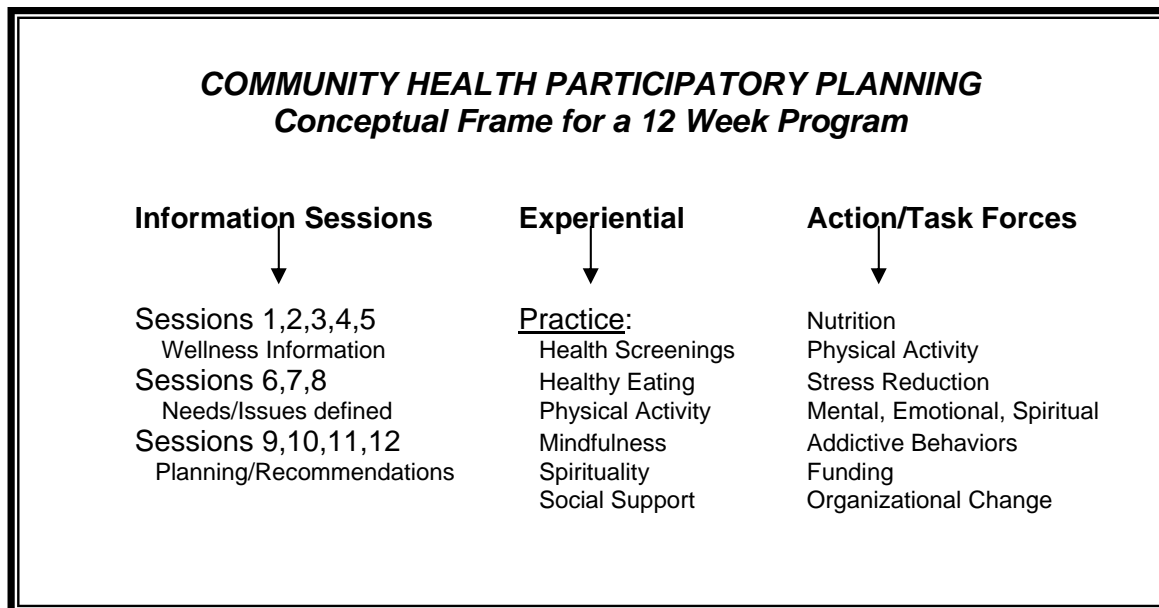 COMMUNITY HEALTH PARTICIPATORY PLANNING
Conceptual Frame for a 12 Week Program
Information Sessions
Sessions 1,2,3,4,5
Wellness Information
Sessions 6,7,8
Needs/Issues defined
Sessions 9,10,11,12
Planning/Recommendations
Experiential
Practice:
Health Screenings
Healthy Eating
Physical Activity
Mindfulness
Spirituality
Social Support
Action/Task Forces
Nutrition
Physical Activity
Stress Reduction
Mental, Emotional, Spiritual
Addictive Behaviors
Funding
Organizational Change